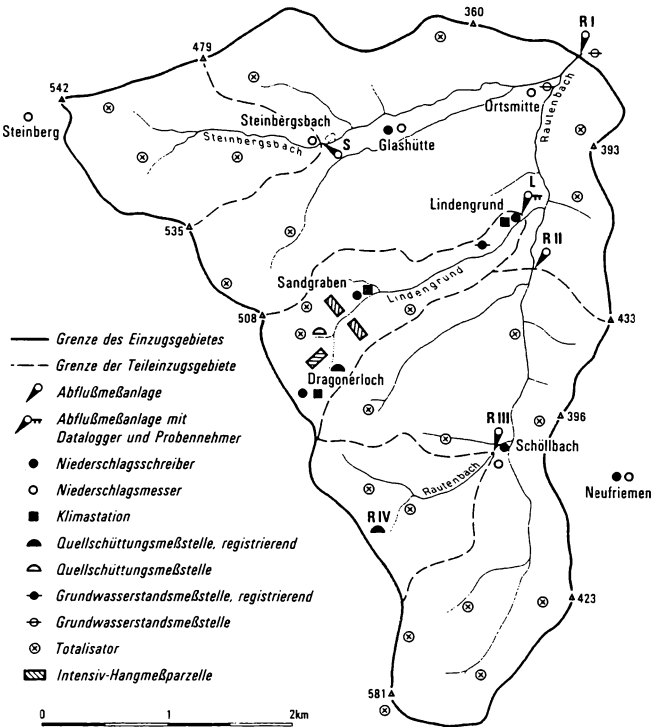 360
R I
479
542
Steinberg
Steinbergsbach
Steinbergsbach
S
Glashütte
Ortsmitte
Rautenbach
393
Lindengrund
L
535
R II
Sandgraben
Lindengrund
508
433
Dragonerloch
396
R III
Schöllbach
Rautenbach
Neufriemen
R IV
423
581
Grenze des Einzugsgebietes
Grenze der Teileinzugsgebiete
Abflußmeßanlage
Abflußmeßanlage mit
Datalogger und Probennehmer
Niederschlagsschreiber
Niederschlagsmesser
Klimastation
Quellschüttungsmeßstelle, registrierend
Quellschüttungsmeßstelle
Grundwasserstandsmeßstelle, registrierend
Grundwasserstandsmeßstelle
Totalisator
Intensiv-Hangmeßparzelle
0 1 2km